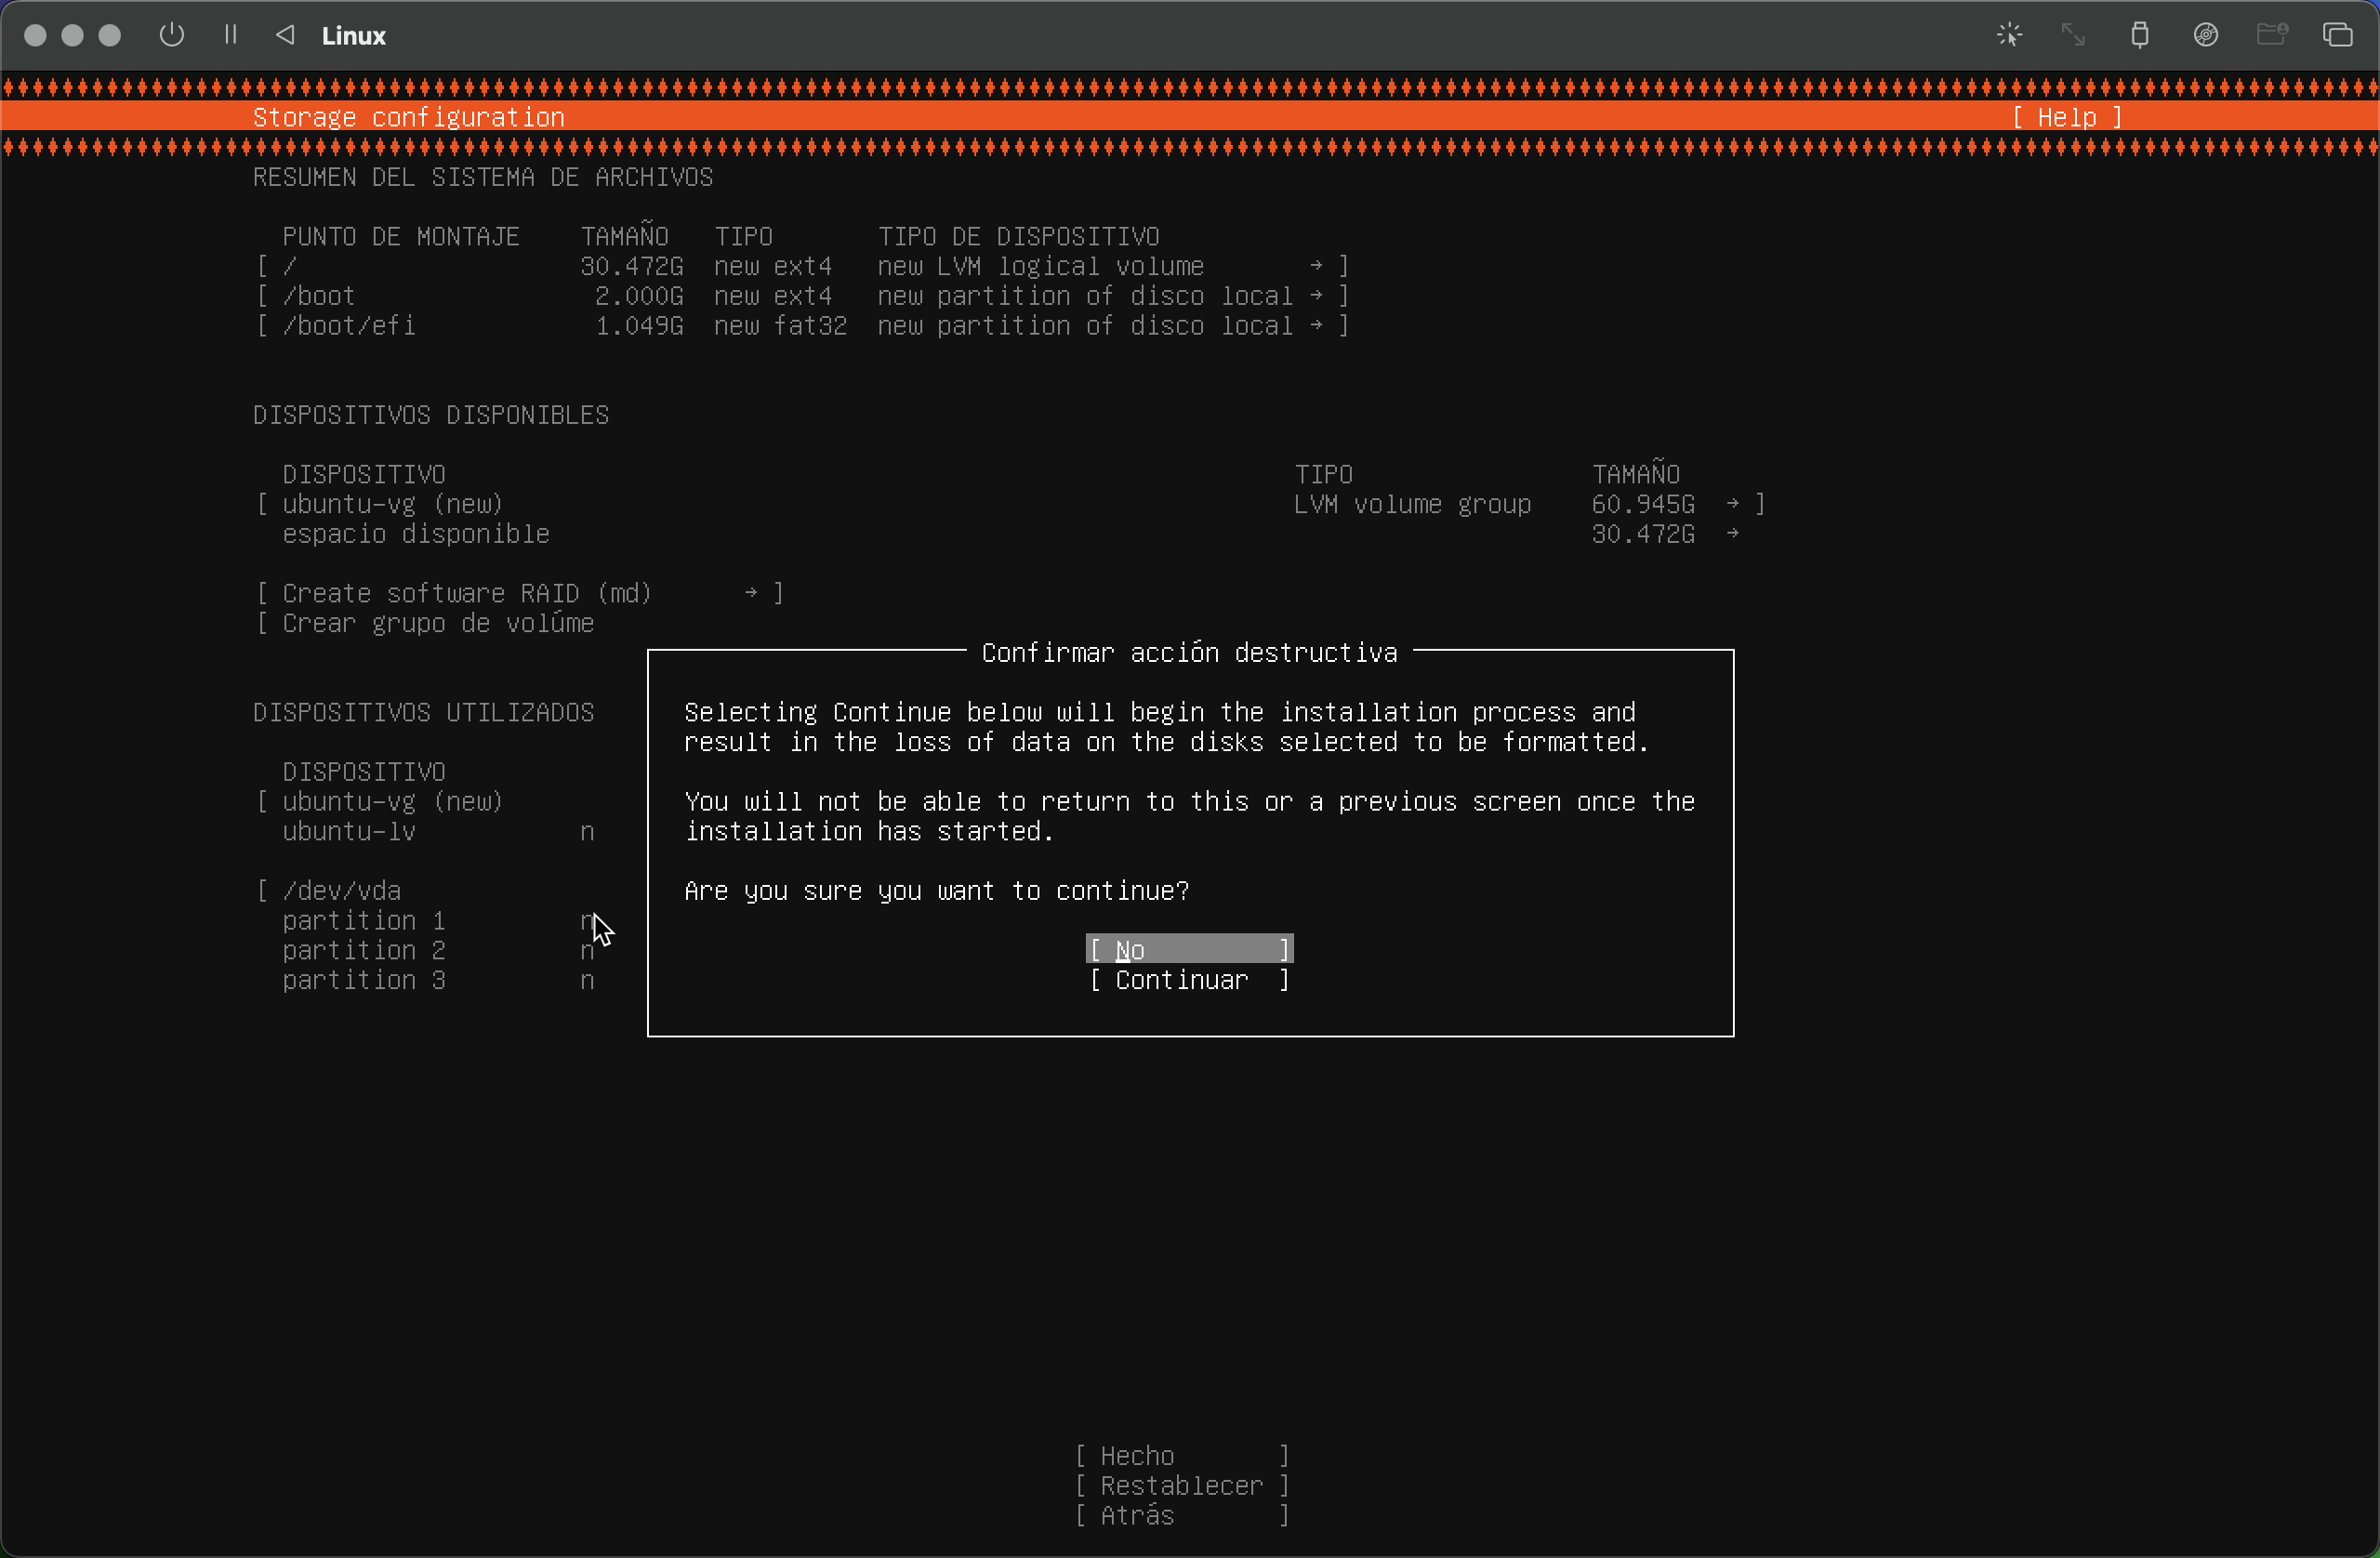 Linux
Storage configuration [ Help ]
RESUMEN DEL SISTEMA DE ARCHIVOS
PUNTO DE MONTAJE TAMAÑO TIPO TIPO DE DISPOSITIVO
[ / 30.472G new ext4 new LVM logical volume → ]
[ /boot 2.000G new ext4 new partition of disco local → ]
[ /boot/efi 1.049G new fat32 new partition of disco local → ]
DISPOSITIVOS DISPONIBLES
DISPOSITIVO TIPO TAMAÑO
[ ubuntu-vg (new) LVM volume group 60.945G → ]
espacio disponible 30.472G →
[ Create software RAID (md) → ]
[ Crear grupo de volúme
DISPOSITIVOS UTILIZADOS
DISPOSITIVO
[ ubuntu-vg (new)
ubuntu-lv n
[ /dev/vda
partition 1 n
partition 2 n
partition 3 n
Confirmar acción destructiva
Selecting Continue below will begin the installation process and
result in the loss of data on the disks selected to be formatted.
You will not be able to return to this or a previous screen once the
installation has started.
Are you sure you want to continue?
[ No ]
[ Continuar ]
[ Hecho ]
[ Restablecer ]
[ Atrás ]